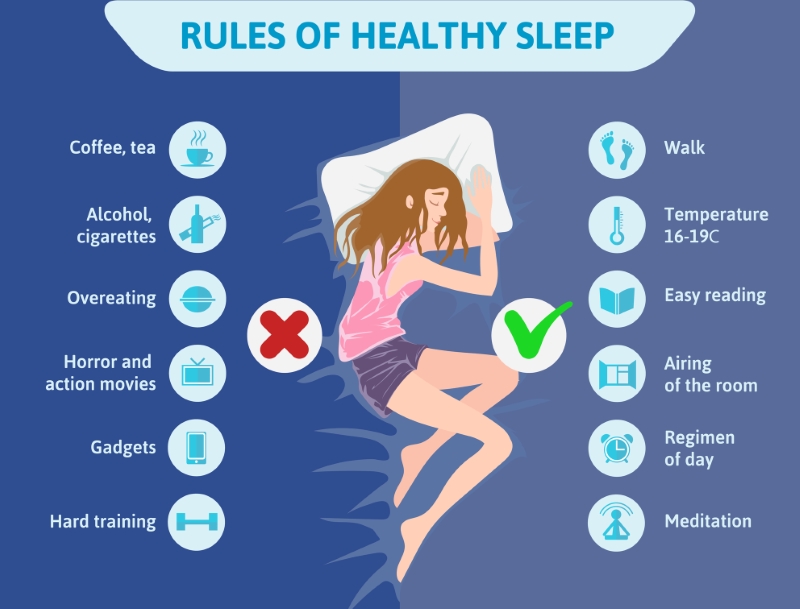 RULES OF HEALTHY SLEEP
Coffee, tea
Alcohol,
cigarettes
Overeating
Horror and
action movies
Gadgets
Hard training
Walk
Temperature
16-19C
Easy reading
Airing
of the room
Regimen
of day
Meditation